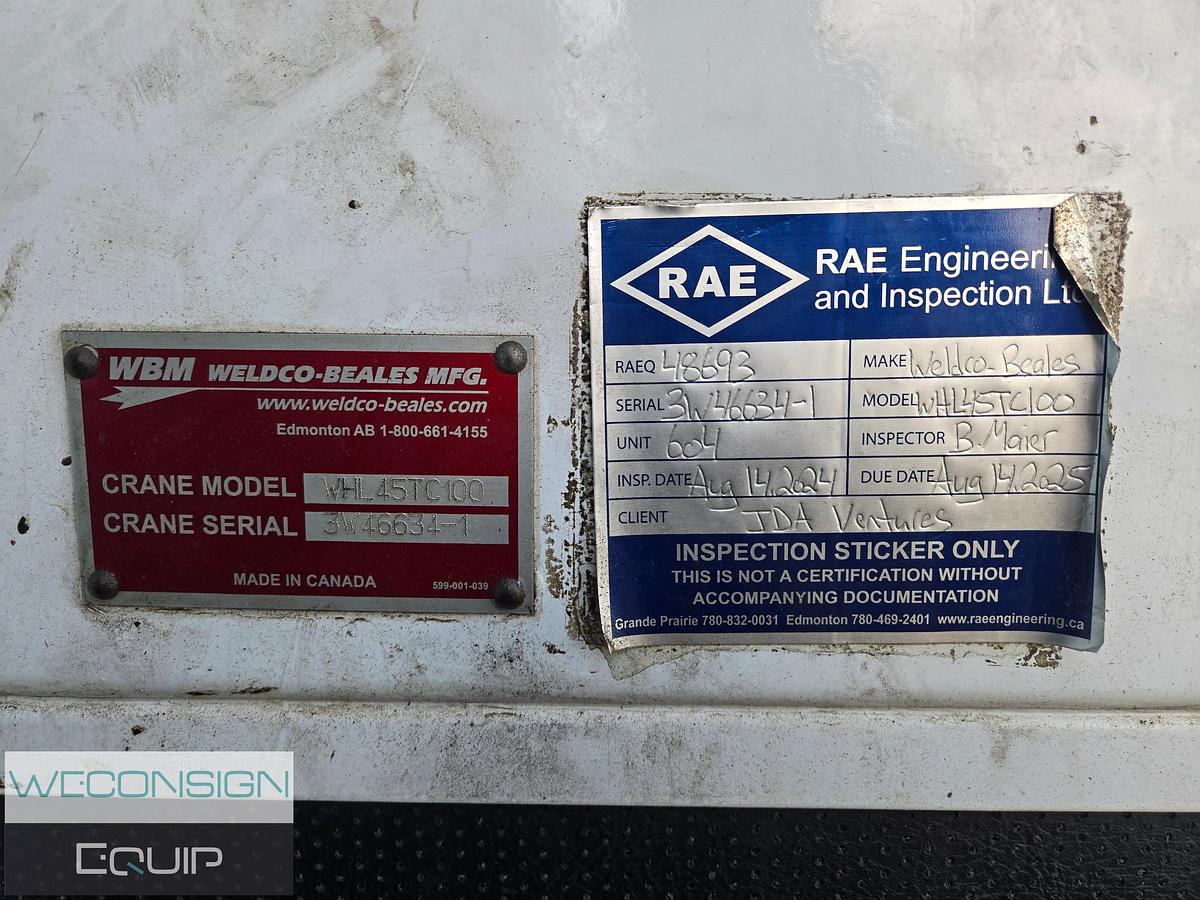 WBM WELDCO-BEALES MFG.
www.weldco-beales.com
Edmonton AB 1-800-661-4155
CRANE MODEL WHL45TC100
CRANE SERIAL 3W46634-1
MADE IN CANADA 599-001-039
RAE
RAE Engineerin
and Inspection Ltd
RAEQ 48693 MAKE Weldco-Beales
SERIAL 3W46634-1 MODEL WHL45TC100
UNIT 604 INSPECTOR B. Maier
INSP. DATE Aug 14.2024 DUE DATE Aug 14.2025
CLIENT JDA Ventures
INSPECTION STICKER ONLY
THIS IS NOT A CERTIFICATION WITHOUT
ACCOMPANYING DOCUMENTATION
Grande Prairie 780-832-0031 Edmonton 780-469-2401 www.raeengineering.ca
WECONSIGN
EQUIP